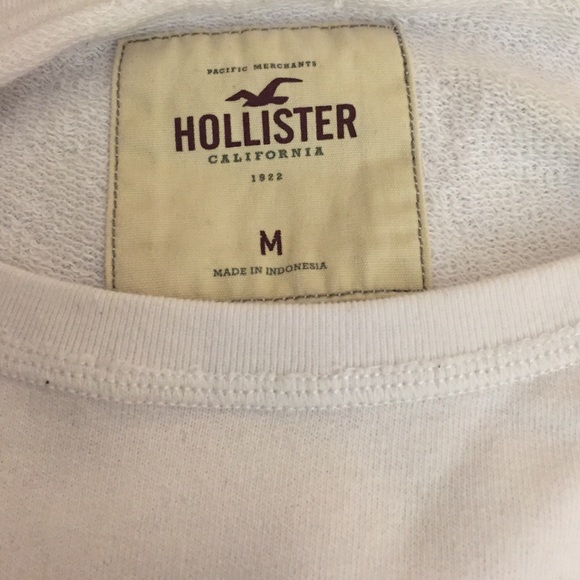 PACIFIC MERCHANTS
HOLLISTER
CALIFORNIA
1922
M
MADE IN INDONESIA